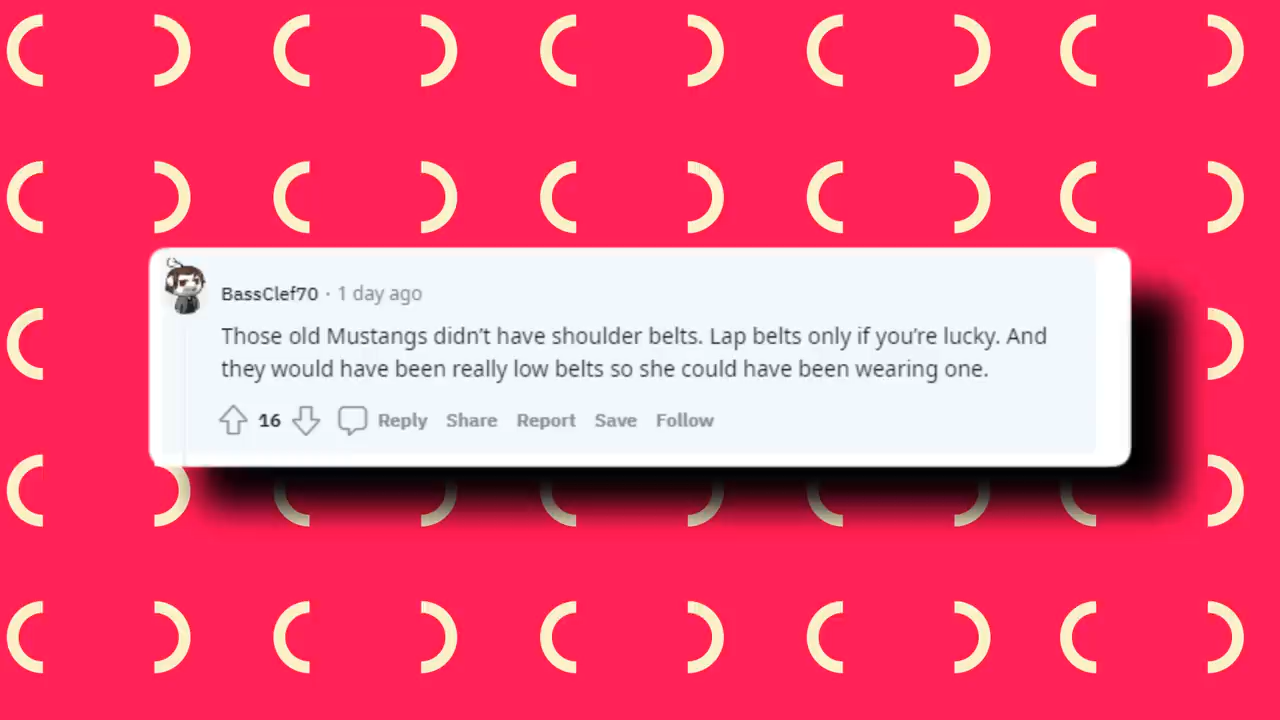 BassClef70 · 1 day ago
Those old Mustangs didn't have shoulder belts. Lap belts only if you're lucky. And
they would have been really low belts so she could have been wearing one.
16 Reply Share Report Save Follow